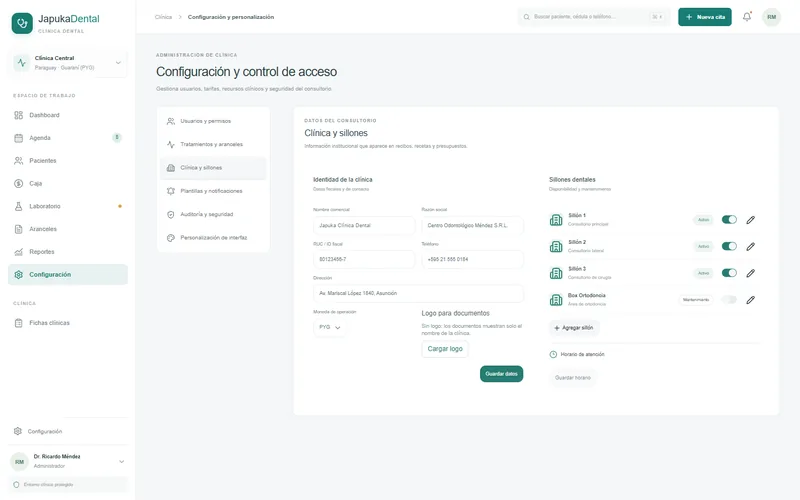 JapukaDental
CLÍNICA DENTAL
Clínica Central
Paraguay · Guaraní (PYG)
ESPACIO DE TRABAJO
Dashboard
Agenda
Pacientes
Caja
Laboratorio
Aranceles
Reportes
Configuración
CLÍNICA
Fichas clínicas
Configuración
RM
Dr. Ricardo Méndez
Administrador
Entorno clínico protegido
Clínica
Configuración y personalización
Buscar paciente, cédula o teléfono...
Nueva cita
RM
ADMINISTRACIÓN DE CLÍNICA
Configuración y control de acceso
Gestiona usuarios, tarifas, recursos clínicos y seguridad del consultorio.
Usuarios y permisos
Tratamientos y aranceles
Clínica y sillones
Plantillas y notificaciones
Auditoría y seguridad
Personalización de interfaz
DATOS DEL CONSULTORIO
Clínica y sillones
Información institucional que aparece en recibos, recetas y presupuestos.
Identidad de la clínica
Datos fiscales y de contacto
Nombre comercial
Japuka Clínica Dental
Razón social
Centro Odontológico Méndez S.R.L.
RUC / ID fiscal
80123456-7
Teléfono
+595 21 555 0184
Dirección
Av. Mariscal López 1840, Asunción
Moneda de operación
PYG
Logo para documentos
Sin logo: los documentos muestran solo el
nombre de la clínica.
Cargar logo
Guardar datos
Sillones dentales
Disponibilidad y mantenimiento
Sillón 1
Consultorio principal
Activo
Sillón 2
Consultorio lateral
Activo
Sillón 3
Consultorio de cirugía
Activo
Box Ortodoncia
Área de ortodoncia
Mantenimiento
Agregar sillón
Horario de atención
Guardar horario